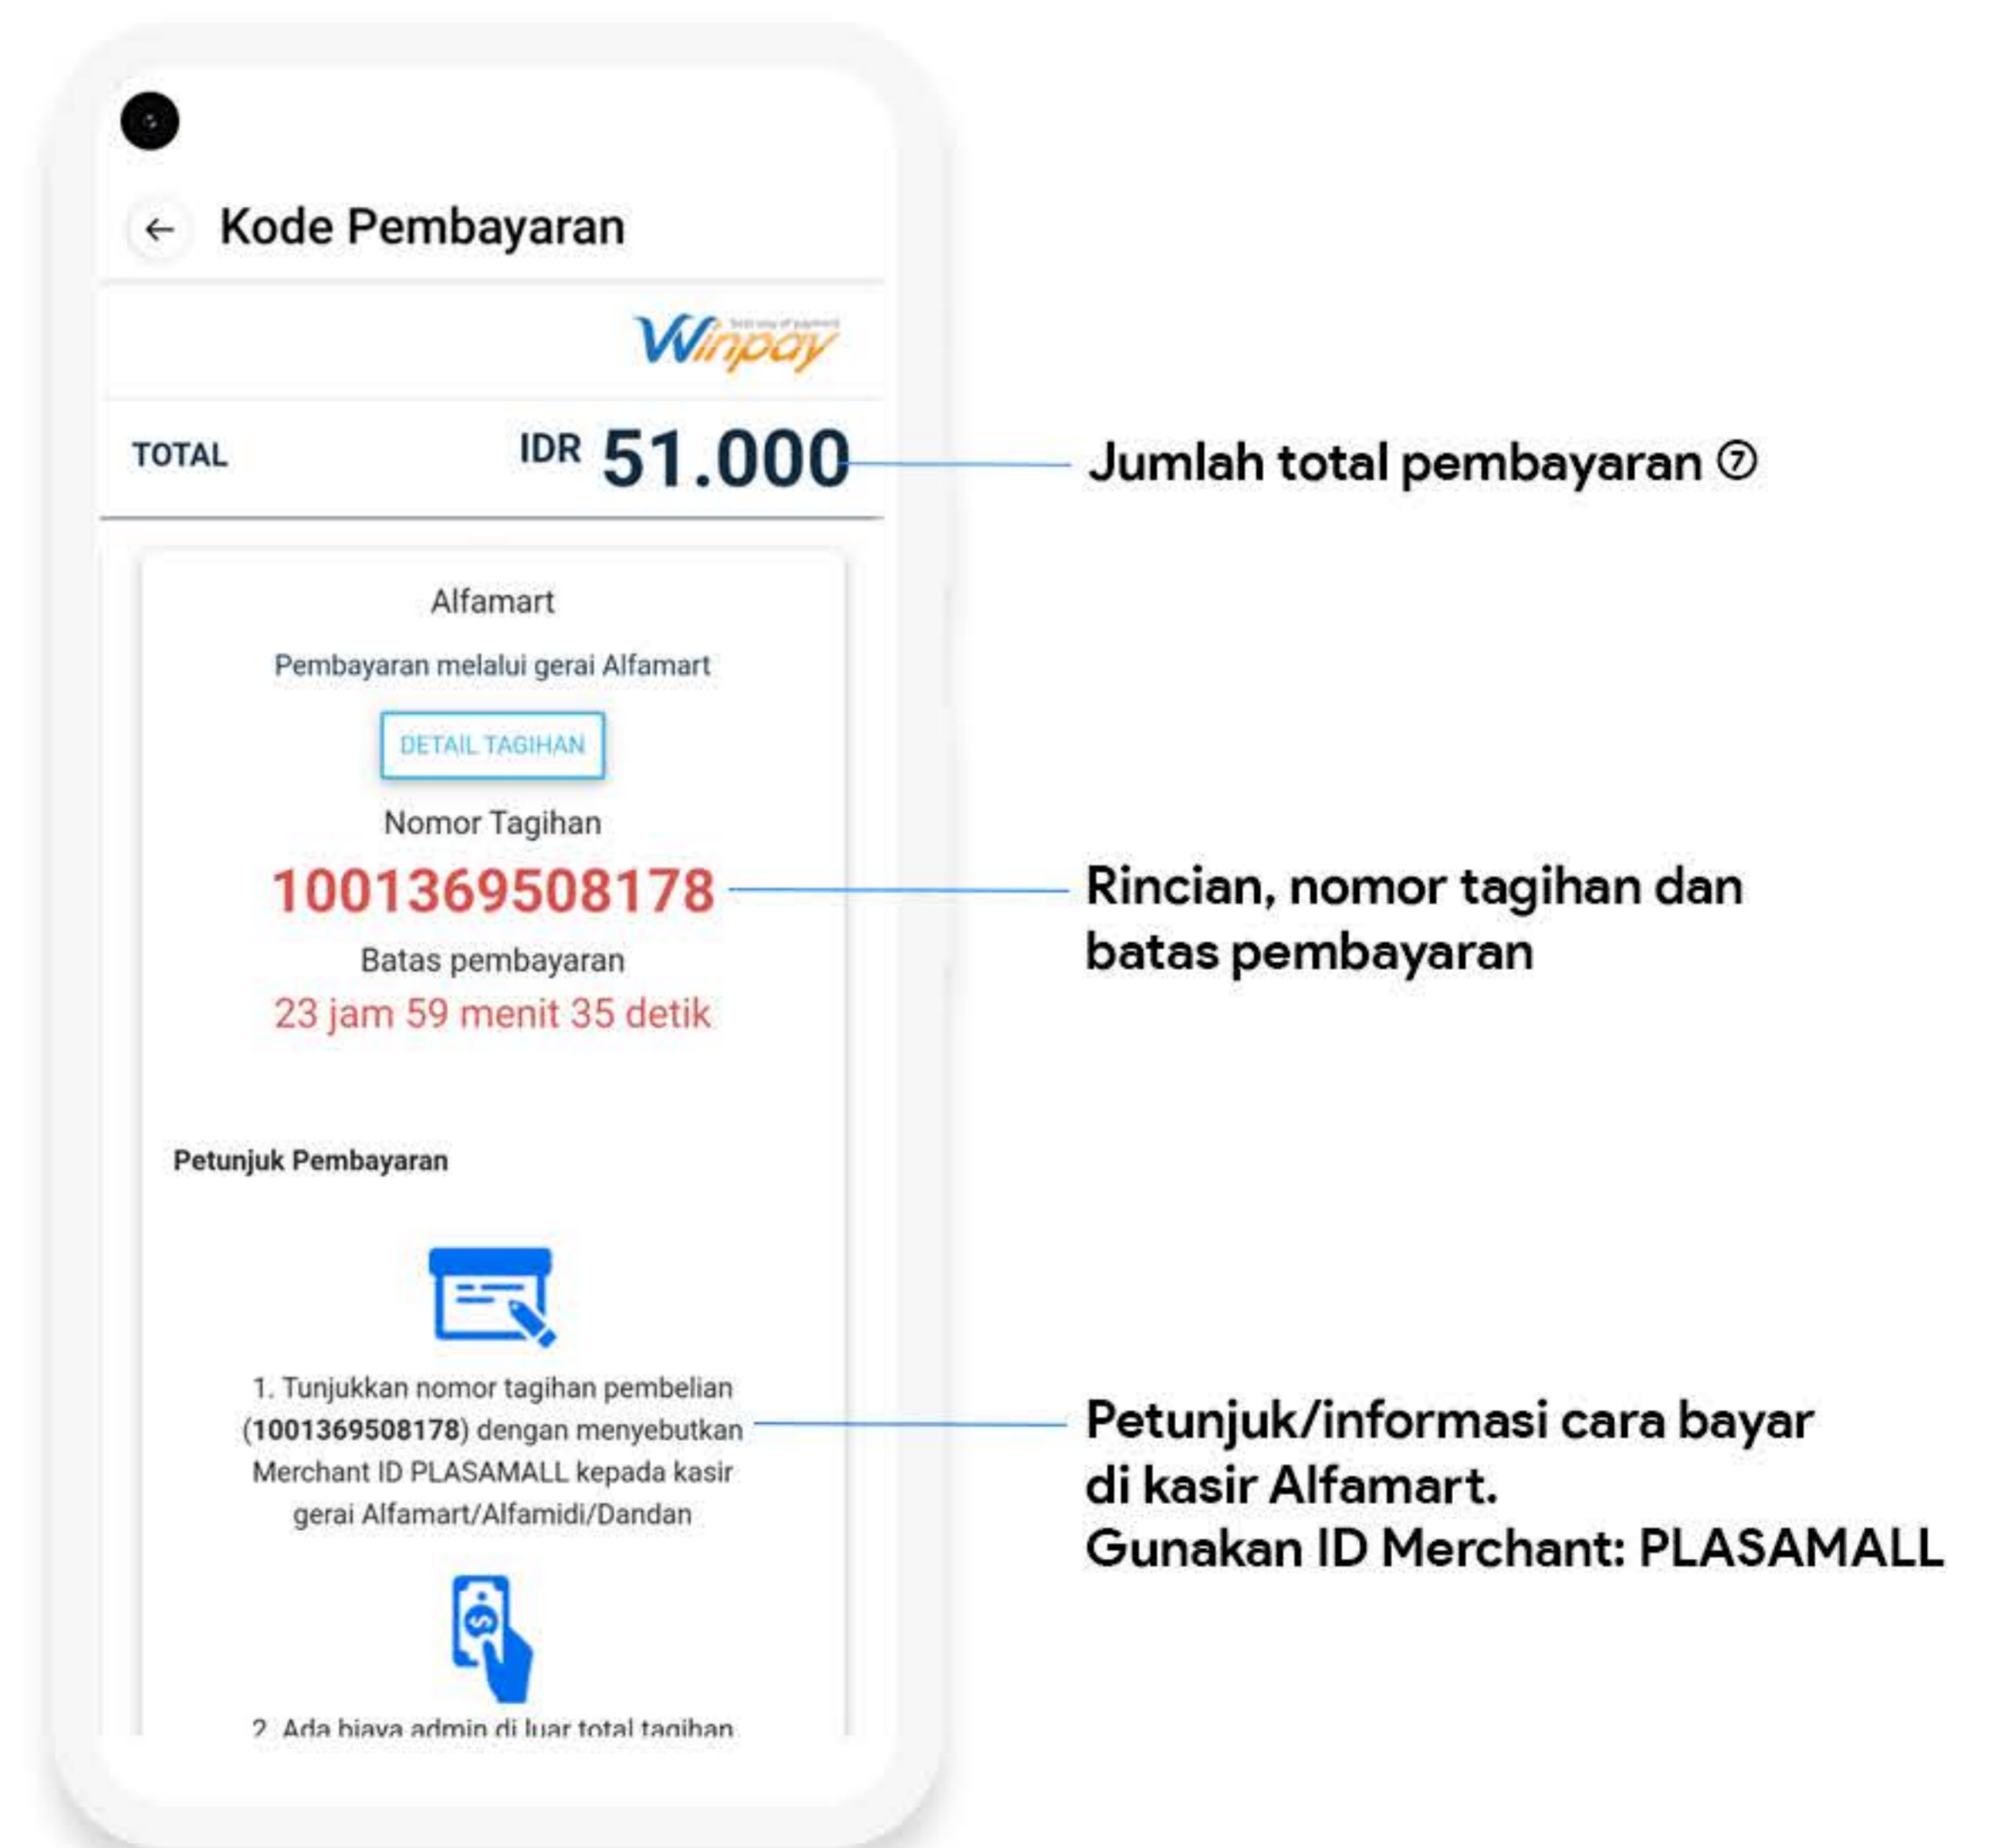 Kode Pembayaran
Winpay
TOTAL IDR 51.000
Jumlah total pembayaran ⑦
Alfamart
Pembayaran melalui gerai Alfamart
DETAIL TAGIHAN
Nomor Tagihan
1001369508178
Batas pembayaran
23 jam 59 menit 35 detik
Rincian, nomor tagihan dan
batas pembayaran
Petunjuk Pembayaran
1. Tunjukkan nomor tagihan pembelian
(1001369508178) dengan menyebutkan
Merchant ID PLASAMALL kepada kasir
gerai Alfamart/Alfamidi/Dandan
Petunjuk/informasi cara bayar
di kasir Alfamart.
Gunakan ID Merchant: PLASAMALL
2. Ada biaya admin di luar total tagihan